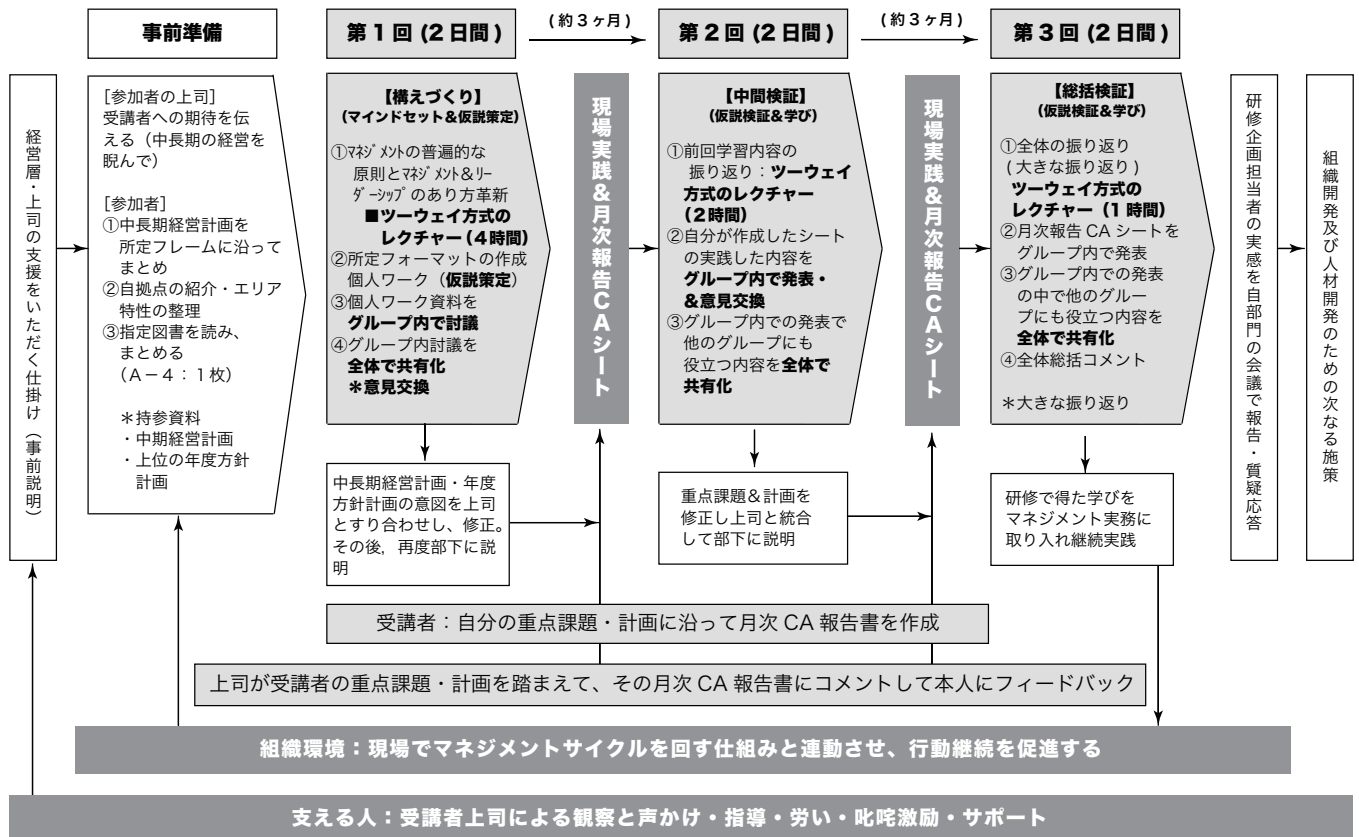 事前準備
第1回 (2日間)
(約3ヶ月)
第2回 (2日間)
(約3ヶ月)
第3回 (2日間)
経営層・上司の支援をいただく仕掛け（事前説明）
[参加者の上司]
受講者への期待を伝
える（中長期の経営を
睨んで）
[参加者]
①中長期経営計画を
所定フレームに沿って
まとめ
②自拠点の紹介・エリア
特性の整理
③指定図書を読み、
まとめる
（A－4：1枚）
＊持参資料
・中期経営計画
・上位の年度方針
計画
【構えづくり】
(マインドセット&仮説策定)
①ﾏﾈｼﾞﾒﾝﾄの普遍的な
原則とﾏﾈｼﾞﾒﾝﾄ&ﾘｰ
ﾀﾞｰｼｯﾌﾟのあり方革新
■ツーウェイ方式の
レクチャー(4時間)
②所定フォーマットの作成
個人ワーク（仮説策定）
③個人ワーク資料を
グループ内で討議
④グループ内討議を
全体で共有化
＊意見交換
現場実践&月次報告CAシート
【中間検証】
(仮説検証&学び)
①前回学習内容の
振り返り：ツーウェイ
方式のレクチャー
(2時間)
②自分が作成したシート
の実践した内容を
グループ内で発表・
&意見交換
③グループ内での発表で
他のグループにも
役立つ内容を全体で
共有化
現場実践&月次報告CAシート
【総括検証】
(仮説検証&学び)
①全体の振り返り
(大きな振り返り)
ツーウェイ方式の
レクチャー（1時間）
②月次報告CAシートを
グループ内で発表
③グループ内での発表
の中で他のグルー
プにも役立つ内容を
全体で共有化
④全体総括コメント
＊大きな振り返り
研修企画担当者の実感を自部門の会議で報告・質疑応答
組織開発及び人材開発のための次なる施策
中長期経営計画・年度
方針計画の意図を上司
とすり合わせし、修正。
その後，再度部下に説
明
重点課題&計画を
修正し上司と統合
して部下に説明
研修で得た学びを
マネジメント実務に
取り入れ継続実践
受講者：自分の重点課題・計画に沿って月次CA報告書を作成
上司が受講者の重点課題・計画を踏まえて、その月次CA報告書にコメントして本人にフィードバック
組織環境：現場でマネジメントサイクルを回す仕組みと連動させ、行動継続を促進する
支える人：受講者上司による観察と声かけ・指導・労い・叱咤激励・サポート